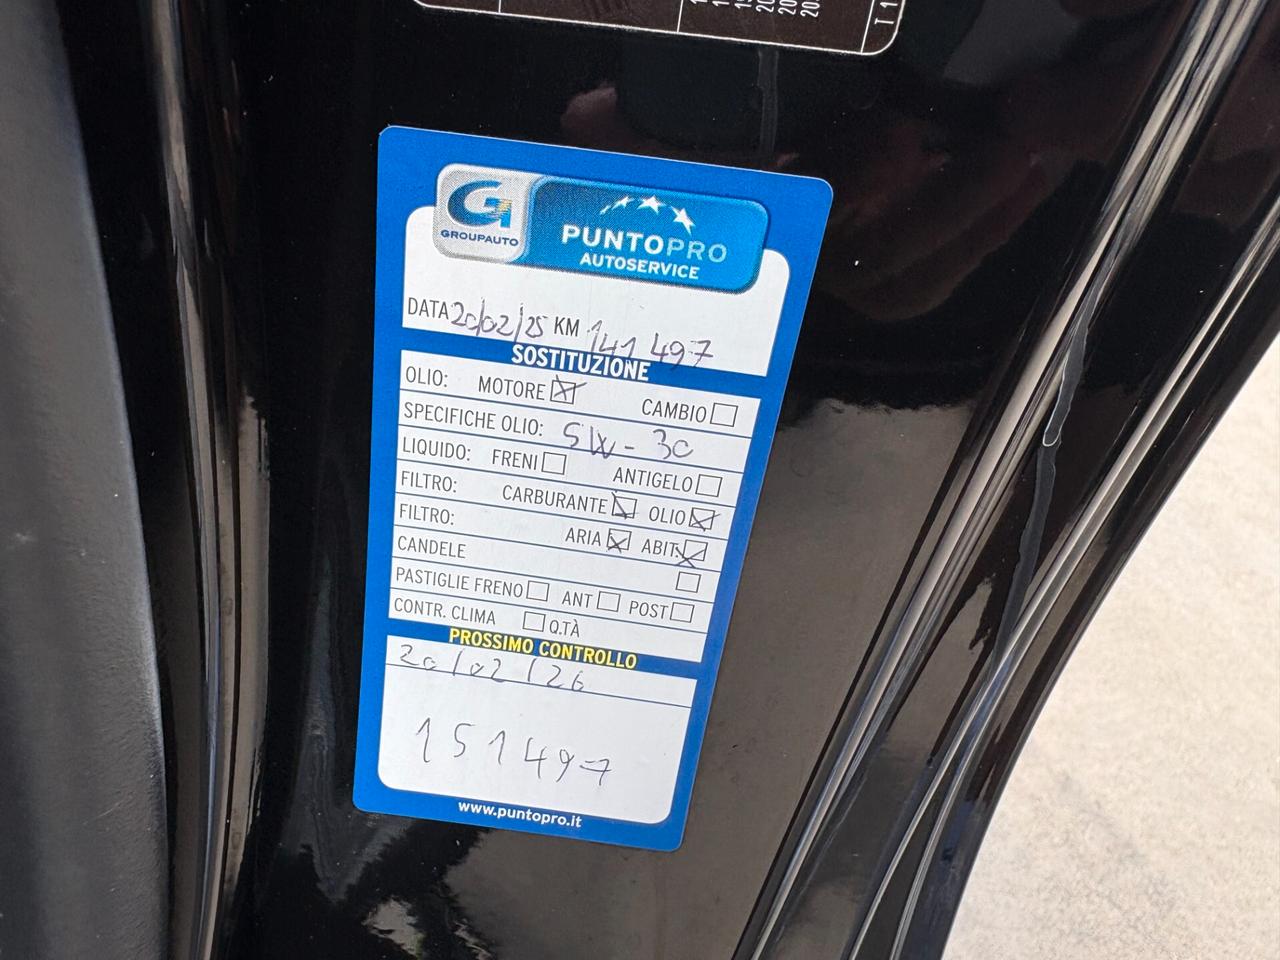 GROUPAUTO
PUNTOPRO
AUTOSERVICE
DATA 20/02/25 KM 141497
SOSTITUZIONE
OLIO: MOTORE CAMBIO
SPECIFICHE OLIO: 5W-30
LIQUIDO: FRENI ANTIGELO
FILTRO: CARBURANTE OLIO
FILTRO: ARIA ABIT.
CANDELE
PASTIGLIE FRENO ANT POST
CONTR. CLIMA Q.TÀ
PROSSIMO CONTROLLO
20/02/26
151497
www.puntopro.it